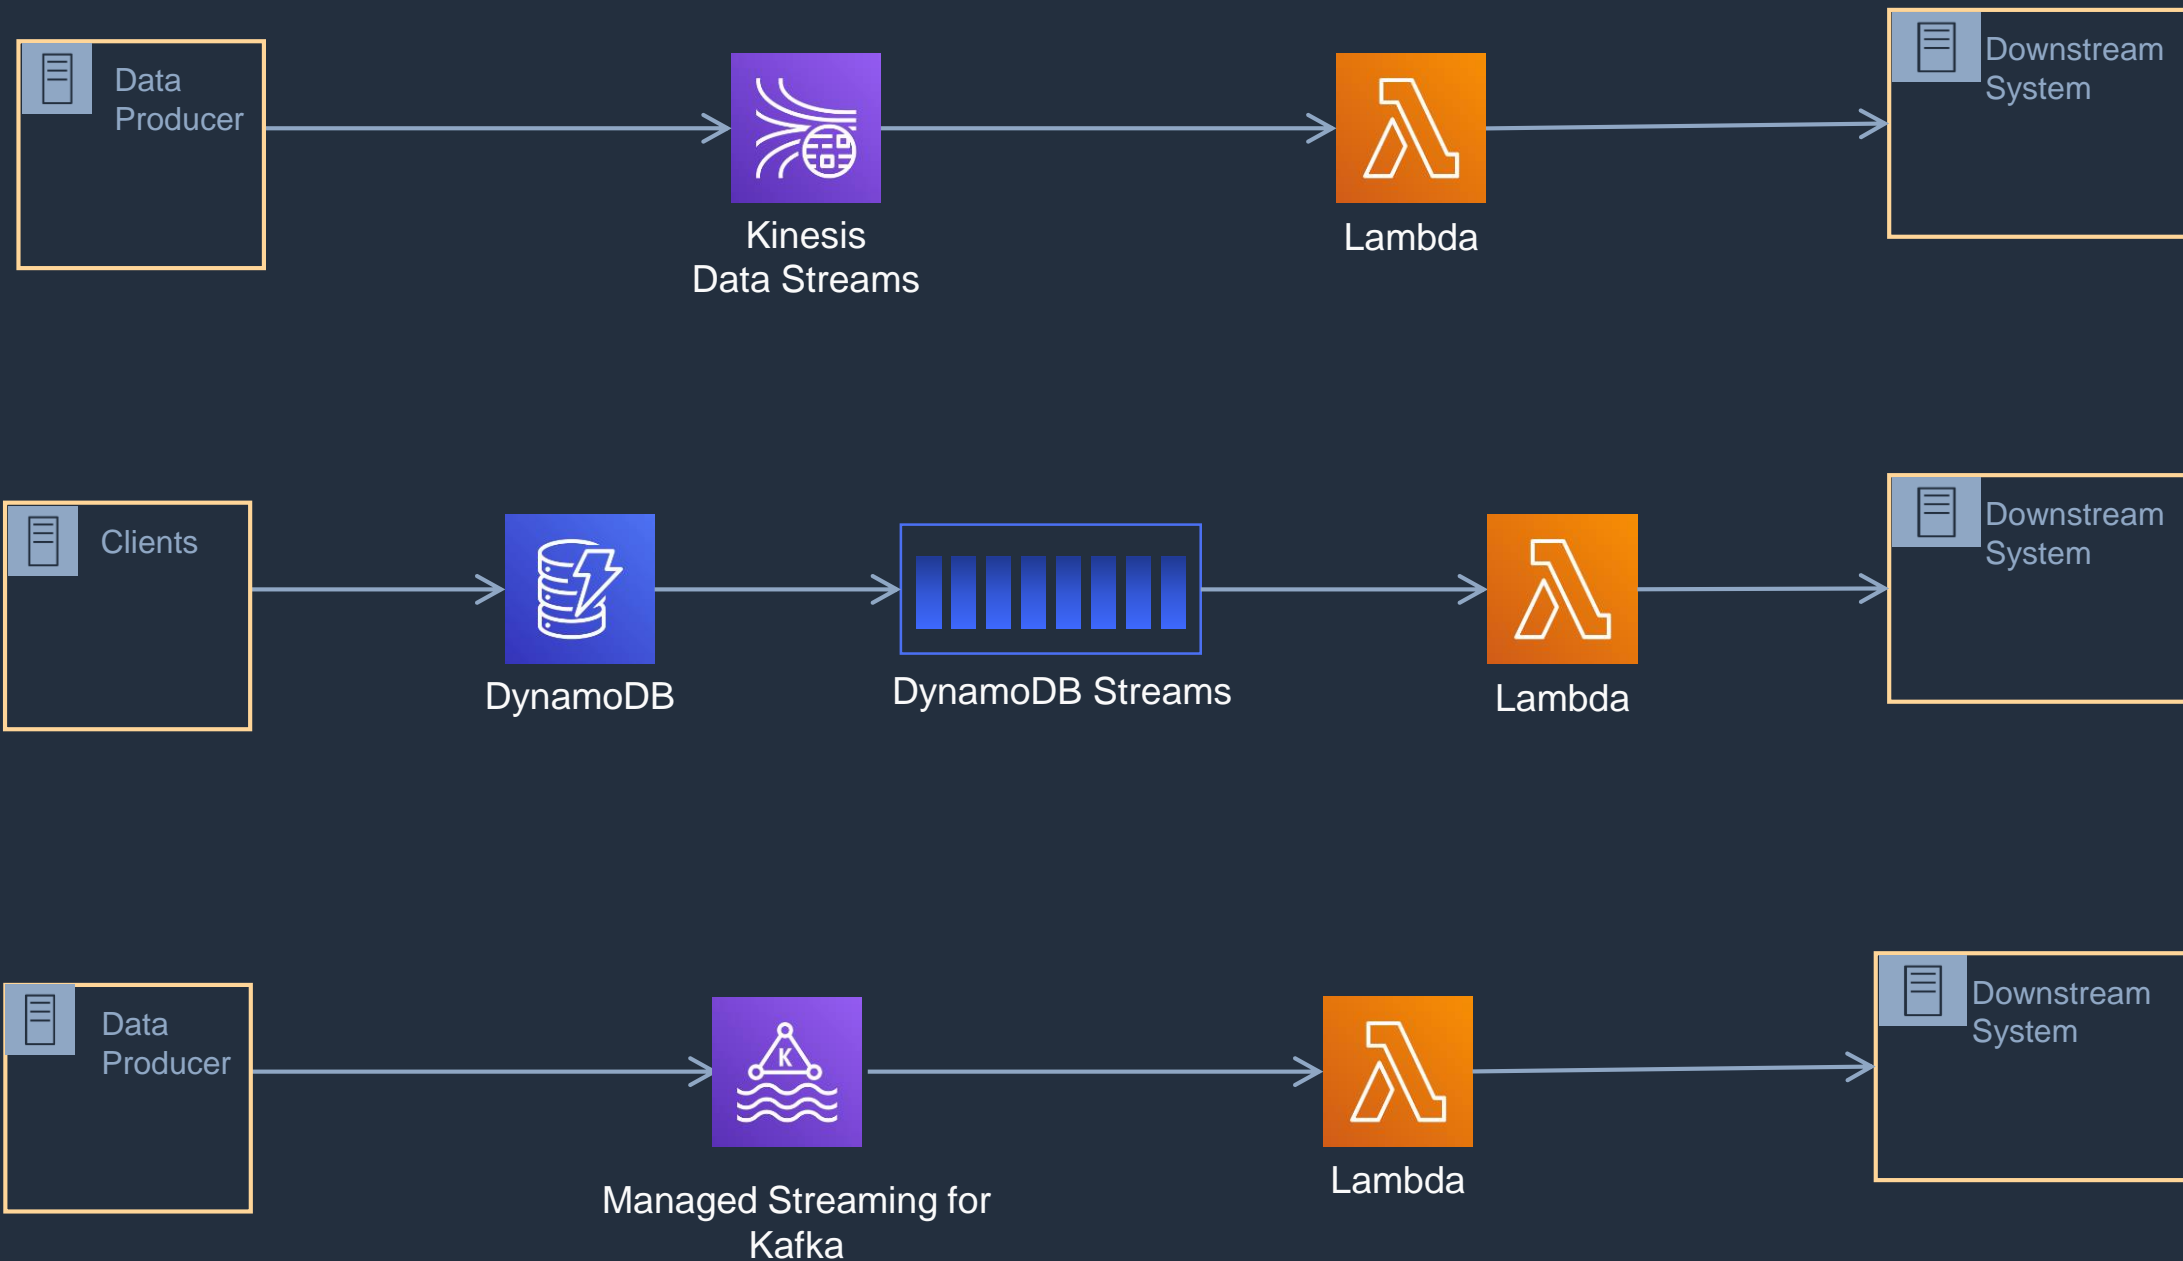 Data
Producer
Kinesis
Data Streams
Lambda
Downstream
System
Clients
DynamoDB
DynamoDB Streams
Lambda
Downstream
System
Data
Producer
K
Managed Streaming for
Kafka
Lambda
Downstream
System